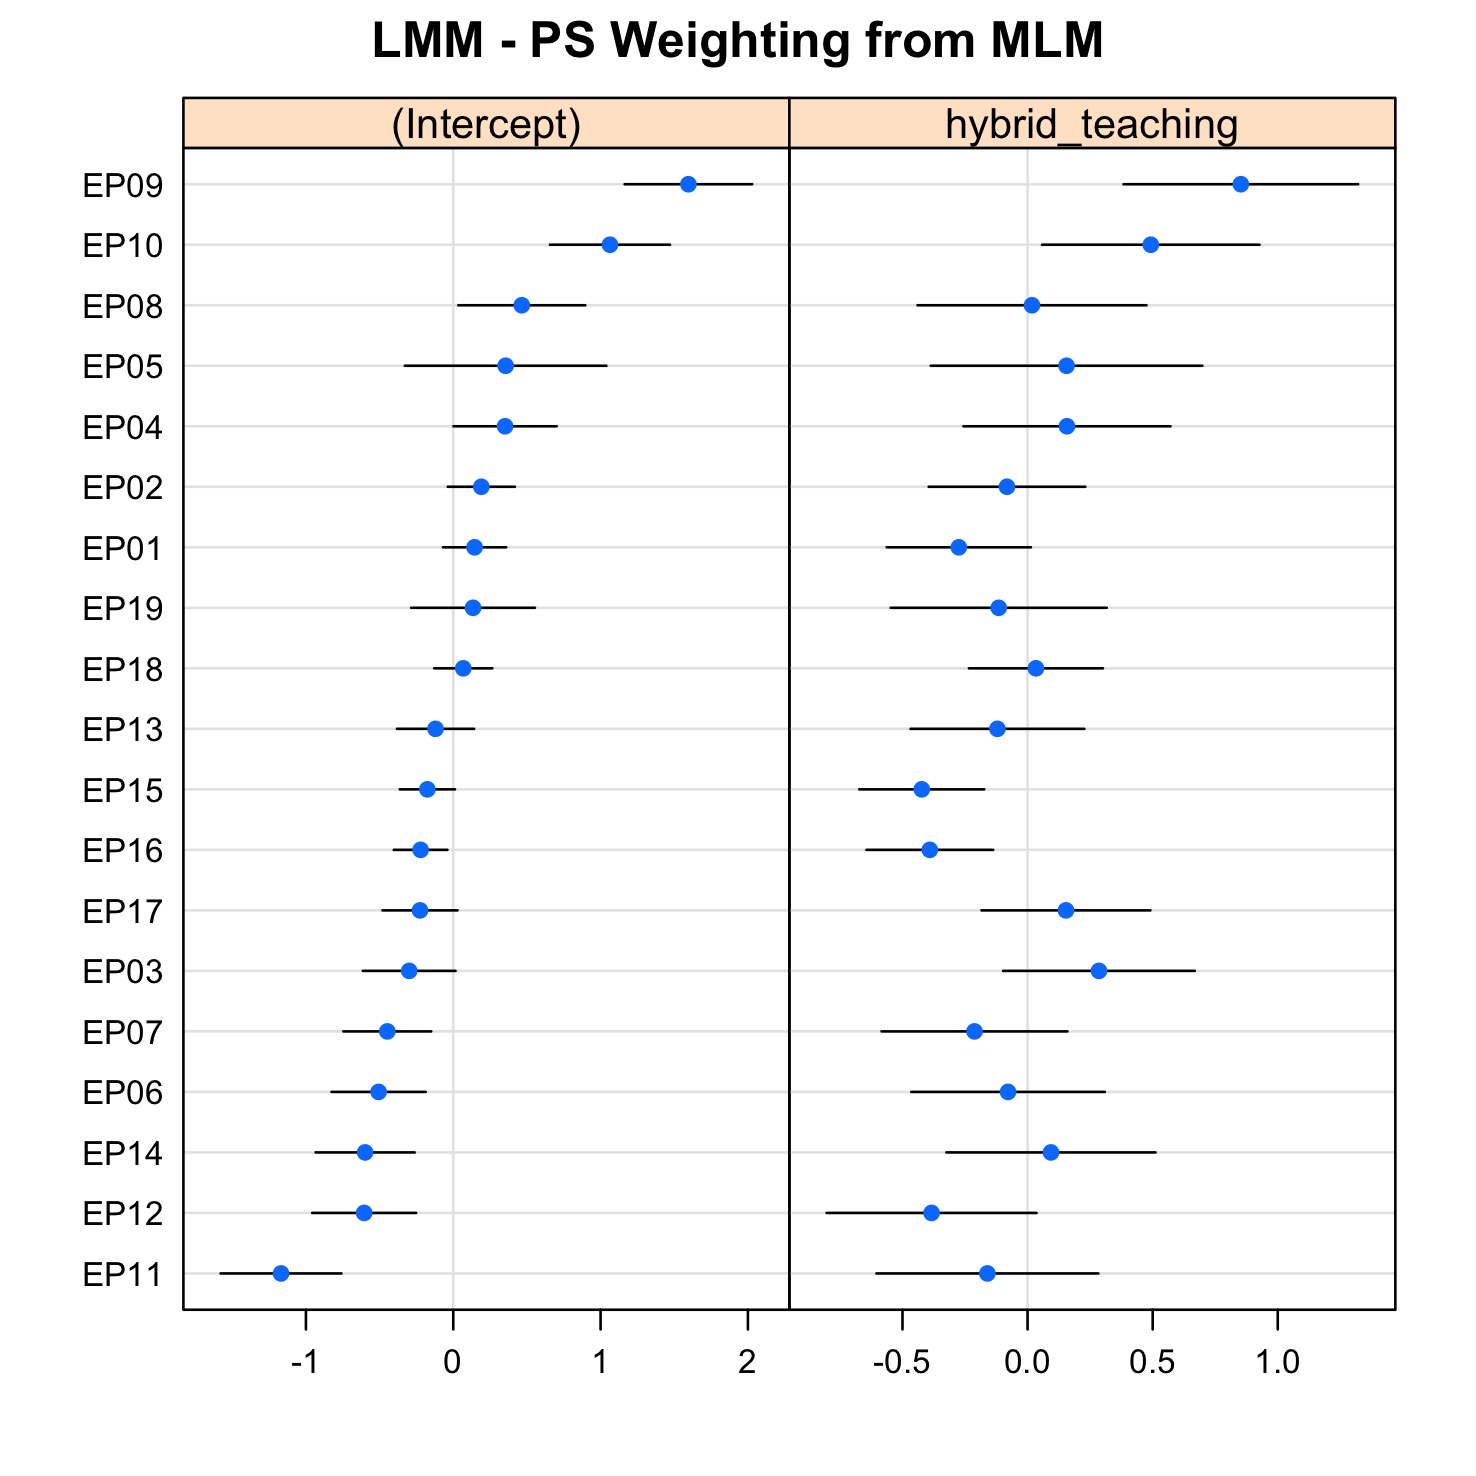 LMM - PS Weighting from MLM
(Intercept) hybrid_teaching
EP09
EP10
EP08
EP05
EP04
EP02
EP01
EP19
EP18
EP13
EP15
EP16
EP17
EP03
EP07
EP06
EP14
EP12
EP11
-1 0 1 2 -0.5 0.0 0.5 1.0